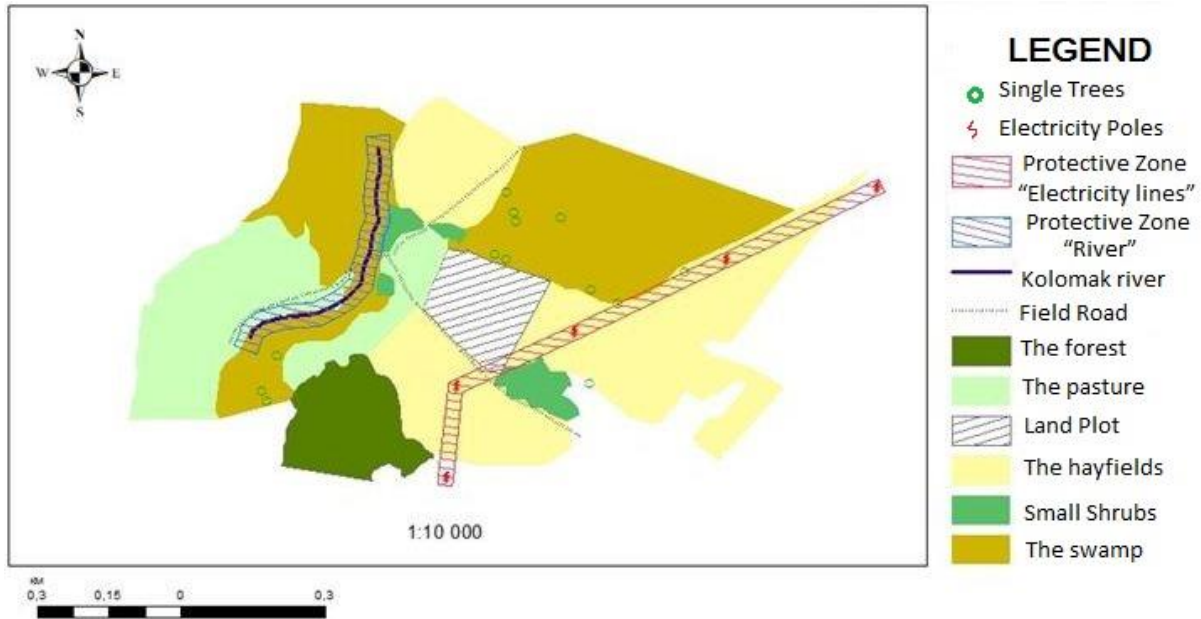 N
W E
S
1:10 000
км
0,3 0,15 0 0,3
LEGEND
Single Trees
Electricity Poles
Protective Zone
“Electricity lines”
Protective Zone
“River”
Kolomak river
Field Road
The forest
The pasture
Land Plot
The hayfields
Small Shrubs
The swamp